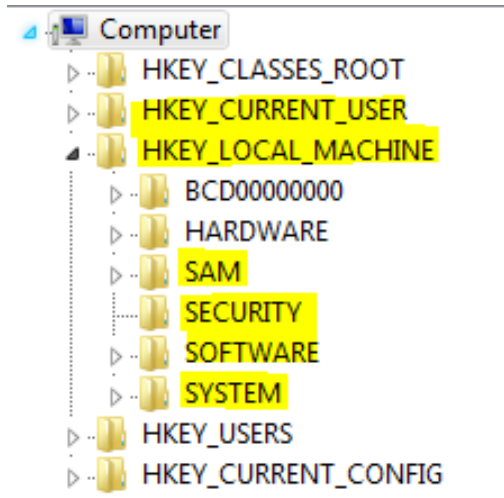 Computer
HKEY_CLASSES_ROOT
HKEY_CURRENT_USER
HKEY_LOCAL_MACHINE
BCD00000000
HARDWARE
SAM
SECURITY
SOFTWARE
SYSTEM
HKEY_USERS
HKEY_CURRENT_CONFIG